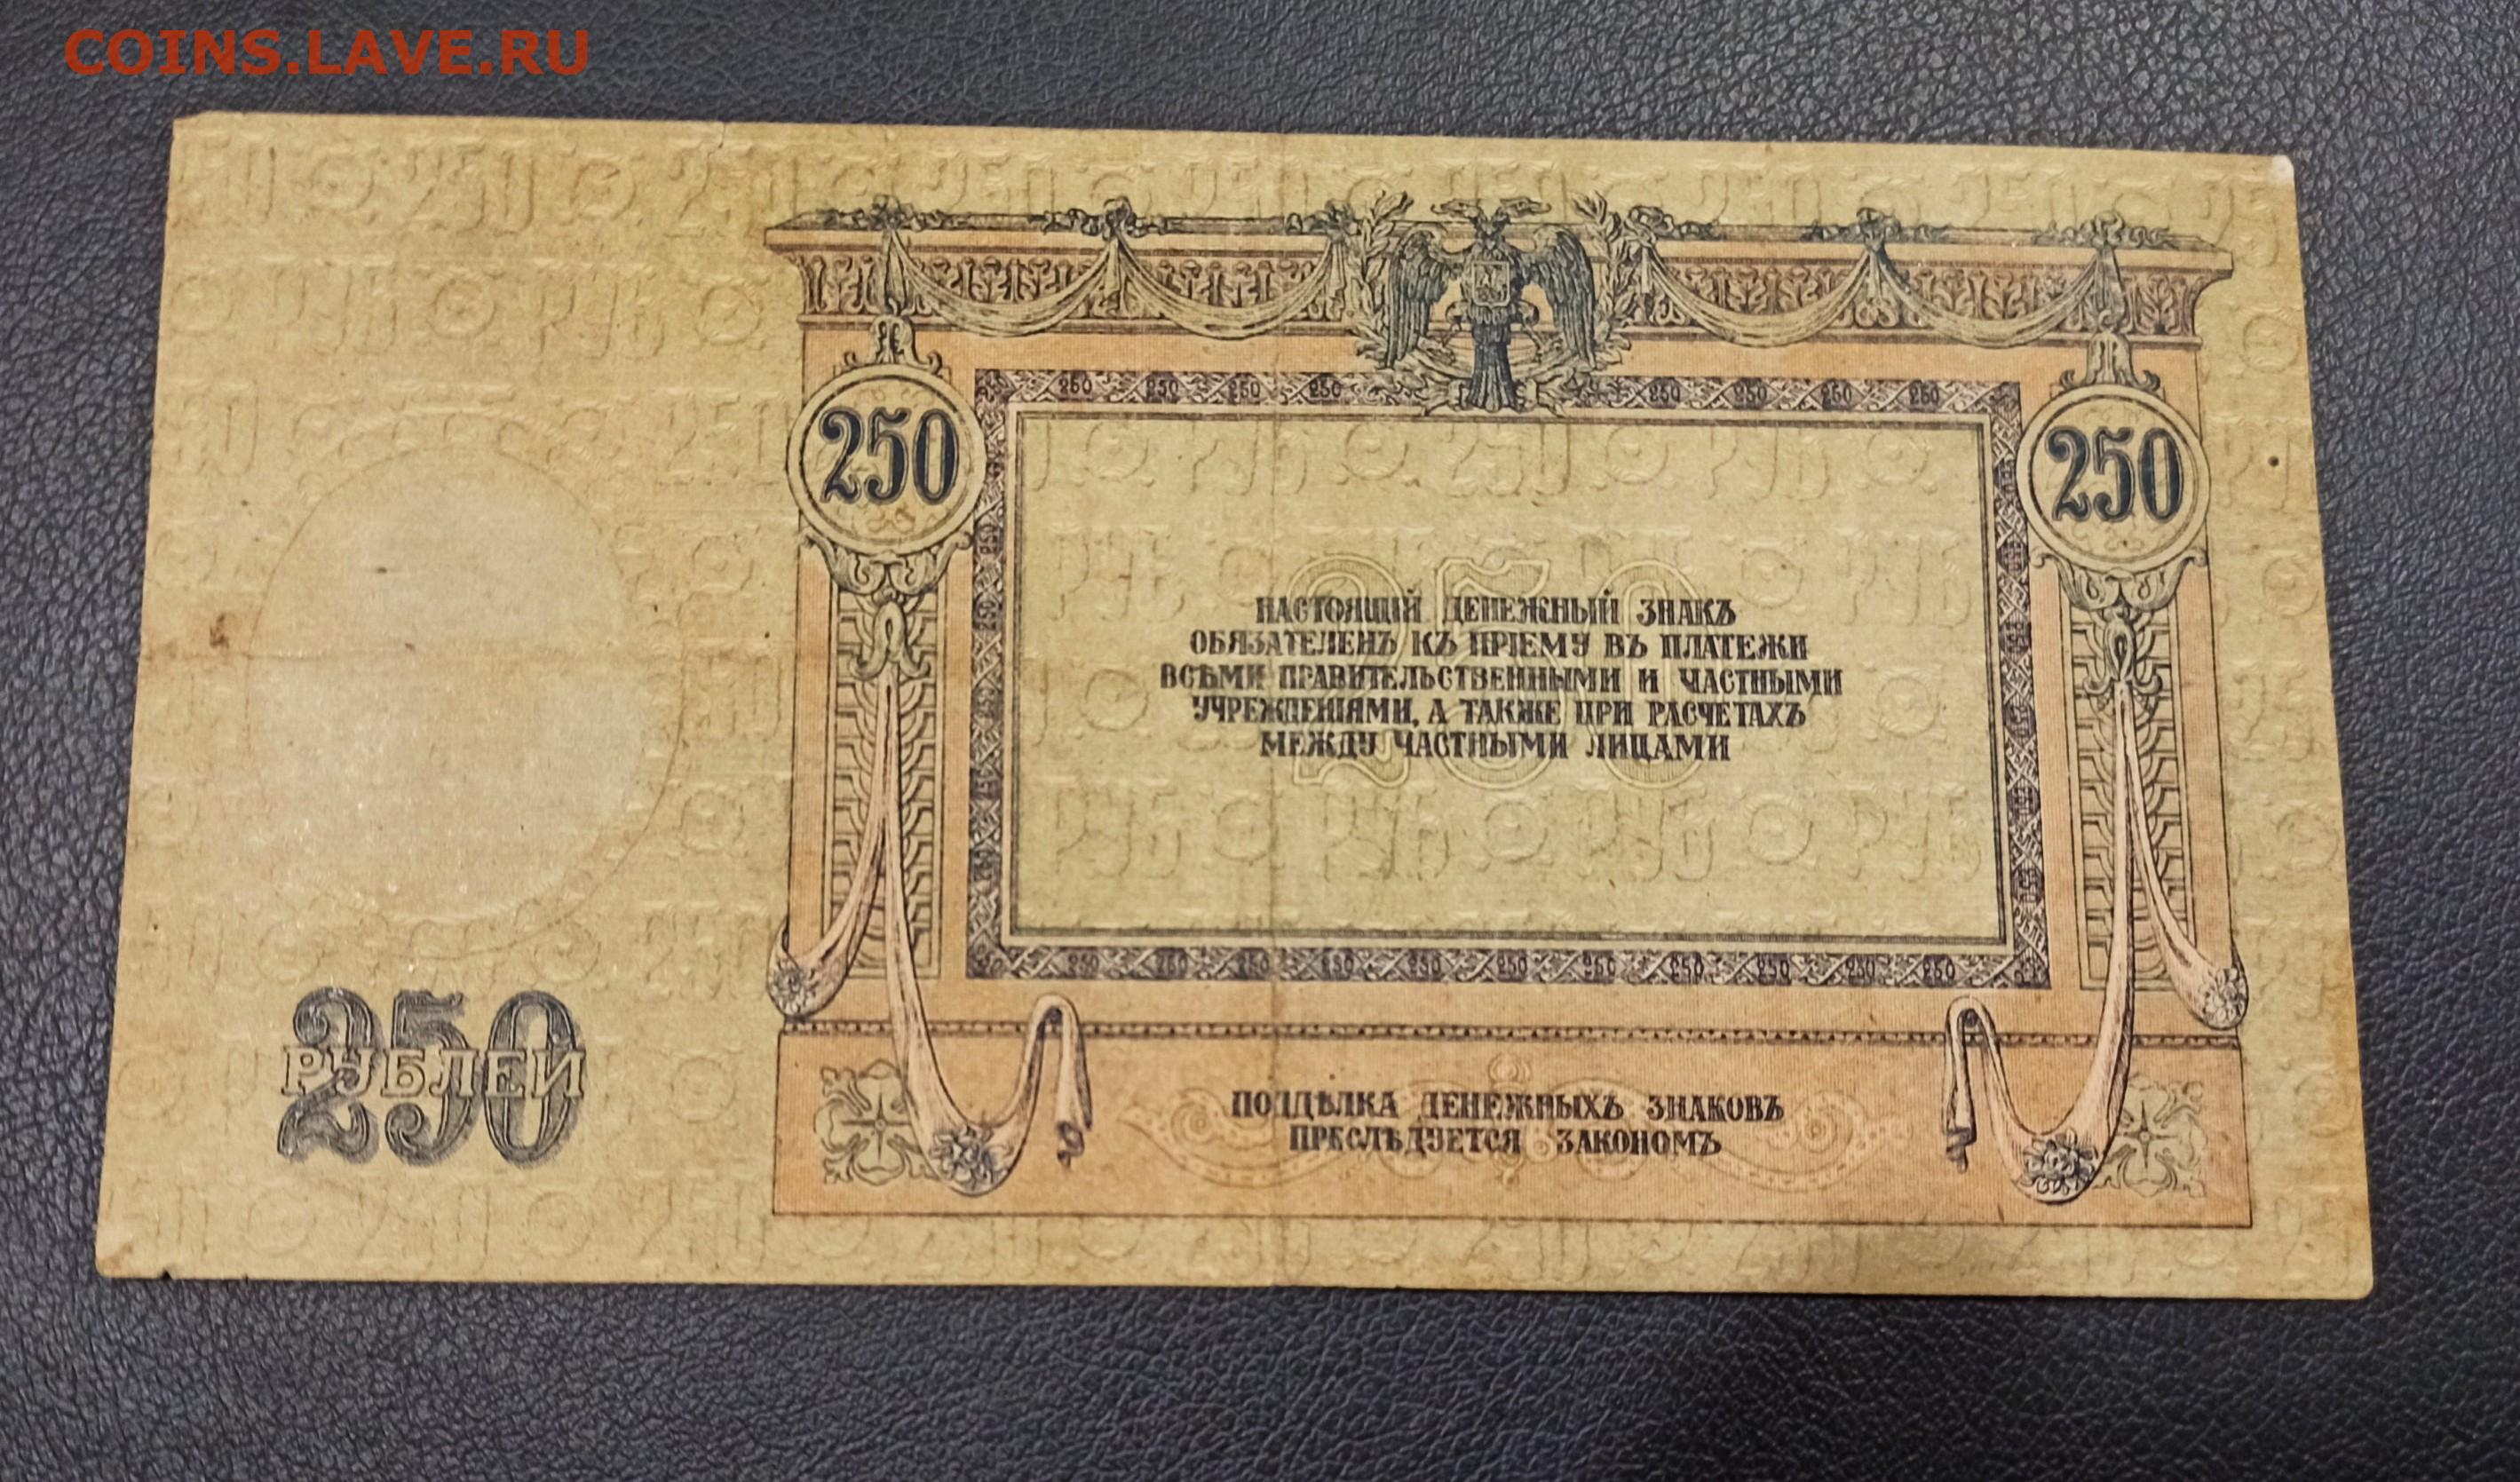 COINS.LAVE.RU
250
250
НАСТОЯЩІЙ ДЕНЕЖНЫЙ ЗНАКЪ
ОБЯЗАТЕЛЕНЪ КЪ ПРІЕМУ ВЪ ПЛАТЕЖИ
ВСѢМИ ПРАВИТЕЛЬСТВЕННЫМИ И ЧАСТНЫМИ
УЧРЕЖДЕНІЯМИ, А ТАКЖЕ ПРИ РАСЧЕТАХЪ
МЕЖДУ ЧАСТНЫМИ ЛИЦАМИ
250
РУБЛЕЙ
ПОДДѢЛКА ДЕНЕЖНЫХЪ ЗНАКОВЪ
ПРЕСЛѢДУЕТСЯ ЗАКОНОМЪ